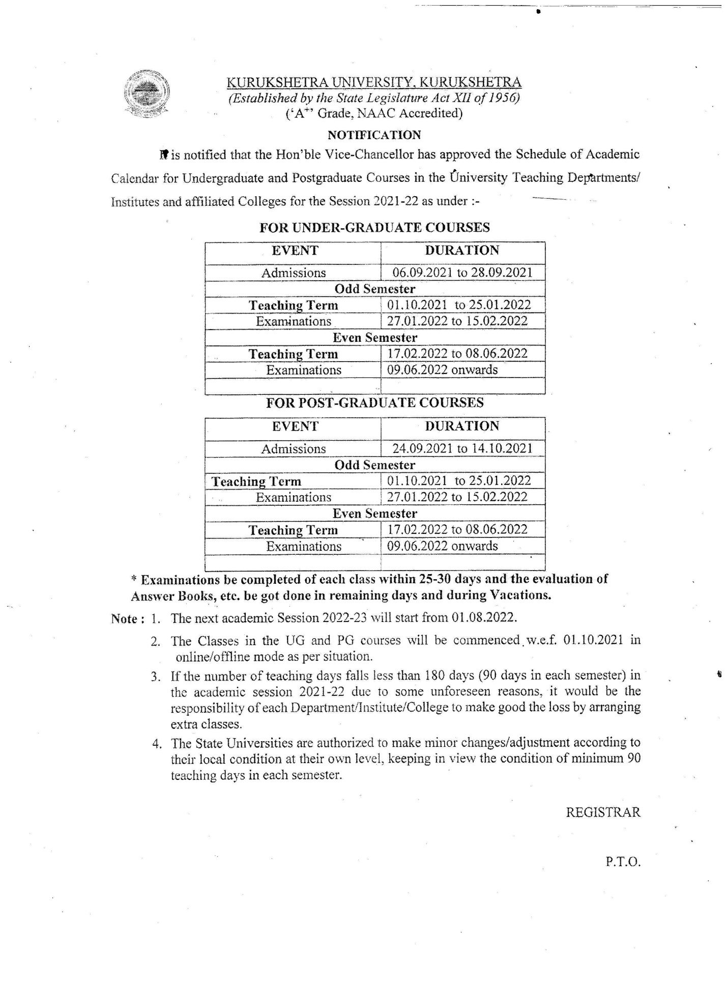 KURUKSHETRA UNIVERSITY, KURUKSHETRA
(Established by the State Legislature Act XII of 1956)
('A+' Grade, NAAC Accredited)
NOTIFICATION
It is notified that the Hon'ble Vice-Chancellor has approved the Schedule of Academic
Calendar for Undergraduate and Postgraduate Courses in the University Teaching Departments/
Institutes and affiliated Colleges for the Session 2021-22 as under :-
FOR UNDER-GRADUATE COURSES
EVENT DURATION
Admissions 06.09.2021 to 28.09.2021
Odd Semester
Teaching Term 01.10.2021 to 25.01.2022
Examinations 27.01.2022 to 15.02.2022
Even Semester
Teaching Term 17.02.2022 to 08.06.2022
Examinations 09.06.2022 onwards
FOR POST-GRADUATE COURSES
EVENT DURATION
Admissions 24.09.2021 to 14.10.2021
Odd Semester
Teaching Term 01.10.2021 to 25.01.2022
Examinations 27.01.2022 to 15.02.2022
Even Semester
Teaching Term 17.02.2022 to 08.06.2022
Examinations 09.06.2022 onwards
* Examinations be completed of each class within 25-30 days and the evaluation of
Answer Books, etc. be got done in remaining days and during Vacations.
Note : 1. The next academic Session 2022-23 will start from 01.08.2022.
2. The Classes in the UG and PG courses will be commenced w.e.f. 01.10.2021 in
online/offline mode as per situation.
3. If the number of teaching days falls less than 180 days (90 days in each semester) in
the academic session 2021-22 due to some unforeseen reasons, it would be the
responsibility of each Department/Institute/College to make good the loss by arranging
extra classes.
4. The State Universities are authorized to make minor changes/adjustment according to
their local condition at their own level, keeping in view the condition of minimum 90
teaching days in each semester.
REGISTRAR
P.T.O.